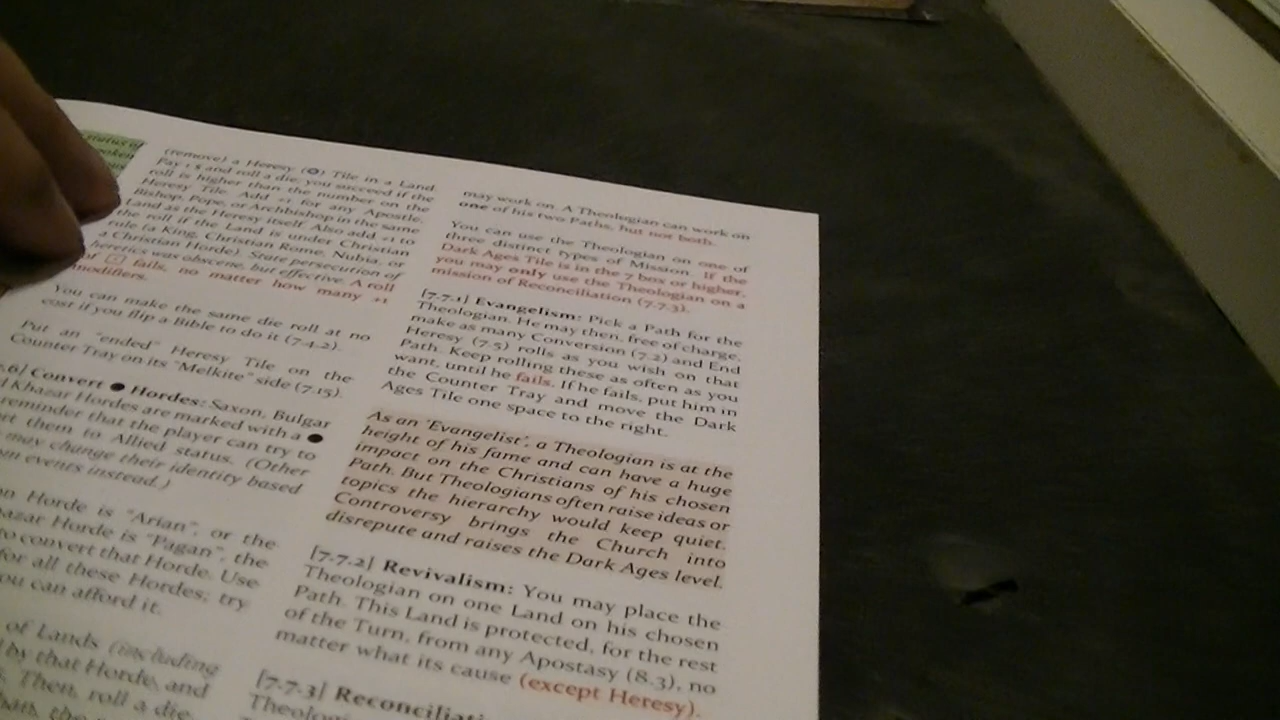 status of
spoken
(remove) a Heresy (✪) Tile in a Land
Pay 1 $ and roll a die, you succeed if the
roll is higher than the number on the
Heresy Tile. Add +1 for any Apostle,
Bishop, Pope, or Archbishop in the same
Land as the Heresy itself. Also add +1 to
the roll if the Land is under Christian
rule (a King, Christian Rome, Nubia, or
a Christian Horde). State persecution of
heretics was obscene, but effective. A roll
of ⚀ fails, no matter how many +1
modifiers.
You can make the same die roll at no
cost if you flip a Bible to do it (7.4.2).
Put an "ended" Heresy Tile on the
Counter Tray on its "Melkite" side (7.15).
.6] Convert ● Hordes: Saxon, Bulgar
d Khazar Hordes are marked with a ●
reminder that the player can try to
rt them to Allied status. (Other
may change their identity based
on events instead.)
on Horde is "Arian", or the
azar Horde is "Pagan", the
to convert that Horde. Use
for all these Hordes; try
ou can afford it.
of Lands (including
by that Horde, and
. Then, roll a die.
than, the
may work on. A Theologian can work on
one of his two Paths, but not both.
You can use the Theologian on one of
three distinct types of Mission. If the
Dark Ages Tile is in the 7 box or higher,
you may only use the Theologian on a
mission of Reconciliation (7.7.3).
[7.7.1] Evangelism: Pick a Path for the
Theologian. He may then, free of charge,
make as many Conversion (7.2) and End
Heresy (7.5) rolls as you wish on that
Path. Keep rolling these as often as you
want, until he fails. If he fails, put him in
the Counter Tray and move the Dark
Ages Tile one space to the right.
As an 'Evangelist', a Theologian is at the
height of his fame and can have a huge
impact on the Christians of his chosen
Path. But Theologians often raise ideas or
topics the hierarchy would keep quiet.
Controversy brings the Church into
disrepute and raises the Dark Ages level.
[7.7.2] Revivalism: You may place the
Theologian on one Land on his chosen
Path. This Land is protected, for the rest
of the Turn, from any Apostasy (8.3), no
matter what its cause (except Heresy).
[7.7.3] Reconciliati
Theologi